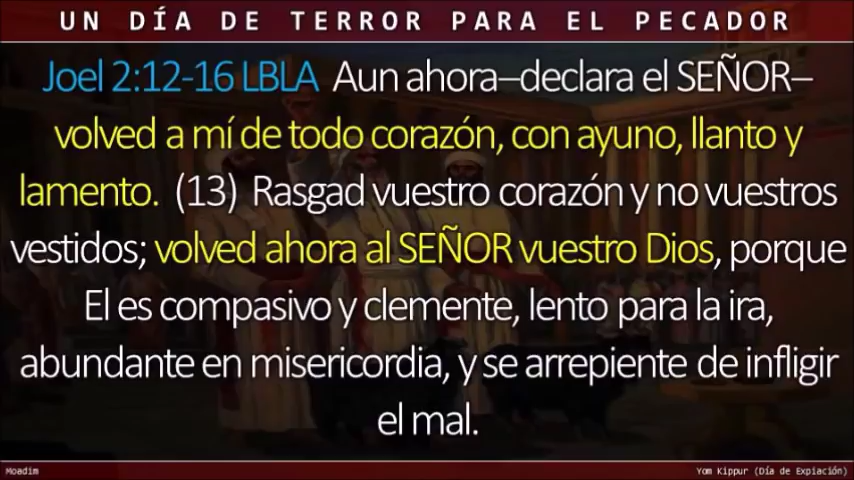 UN DÍA DE TERROR PARA EL PECADOR
Joel 2:12-16 LBLA Aun ahora–declara el SEÑOR–
volved a mí de todo corazón, con ayuno, llanto y
lamento. (13) Rasgad vuestro corazón y no vuestros
vestidos; volved ahora al SEÑOR vuestro Dios, porque
El es compasivo y clemente, lento para la ira,
abundante en misericordia, y se arrepiente de infligir
el mal.
Moadim
Yom Kippur (Día de Expiación)